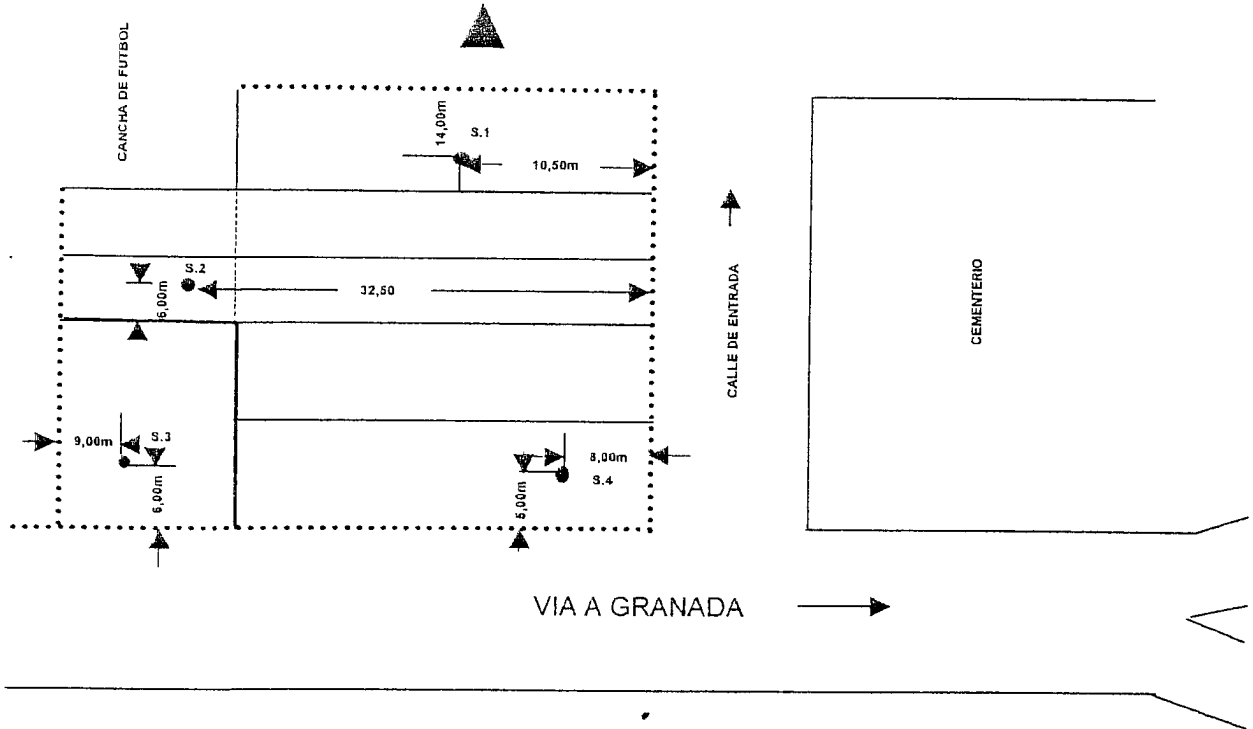 CANCHA DE FUTBOL
14,00m
S.1
10,50m
S.2
32,50
6,00m
CALLE DE ENTRADA
CEMENTERIO
9,00m
S.3
6,00m
8,00m
S.4
5,00m
VIA A GRANADA